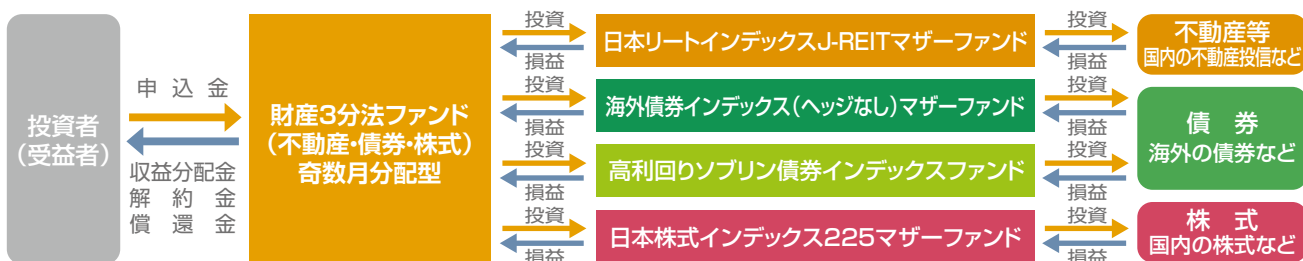 投資者
(受益者)
申込金
収益分配金
解約金
償還金
財産3分法ファンド
(不動産・債券・株式)
奇数月分配型
投資
損益
日本リートインデックスJ-REITマザーファンド
投資
損益
不動産等
国内の不動産投信など
投資
損益
海外債券インデックス(ヘッジなし)マザーファンド
投資
損益
債券
海外の債券など
投資
損益
高利回りソブリン債券インデックスファンド
投資
損益
投資
損益
日本株式インデックス225マザーファンド
投資
損益
株式
国内の株式など